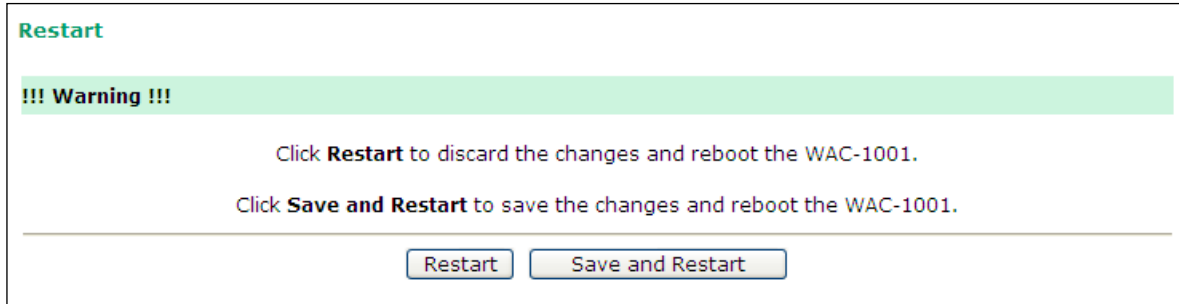 Restart
!!! Warning !!!
Click Restart to discard the changes and reboot the WAC-1001.
Click Save and Restart to save the changes and reboot the WAC-1001.
Restart Save and Restart